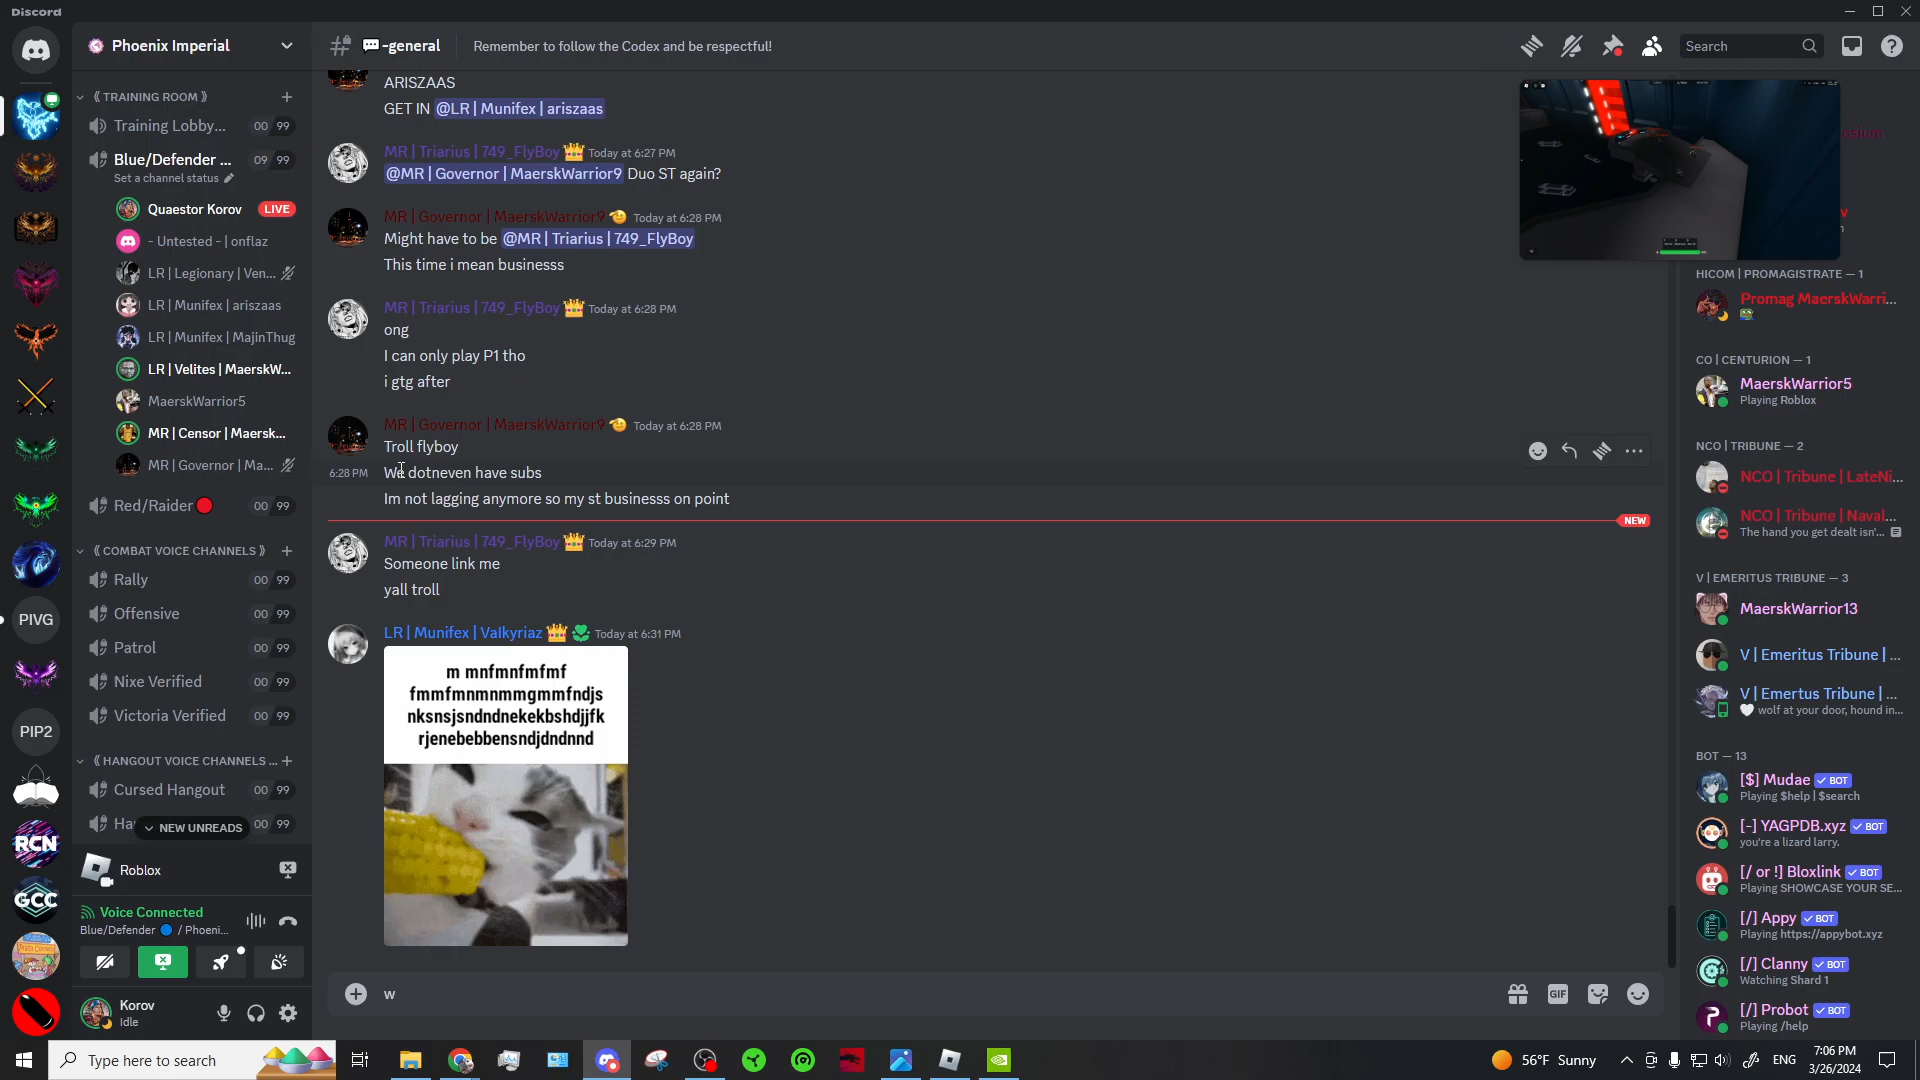 Discord
Phoenix Imperial
💬-general
Remember to follow the Codex and be respectful!
Search
《 TRAINING ROOM 》
Training Lobby... 00 99
Blue/Defender ... 09 99
Set a channel status
Quaestor Korov LIVE
- Untested - | onflaz
LR | Legionary | Ven...
LR | Munifex | ariszaas
LR | Munifex | MajinThug
LR | Velites | MaerskW...
MaerskWarrior5
MR | Censor | Maersk...
MR | Governor | Ma...
Red/Raider 00 99
《 COMBAT VOICE CHANNELS 》
Rally 00 99
Offensive 00 99
Patrol 00 99
Nixe Verified 00 99
Victoria Verified 00 99
《 HANGOUT VOICE CHANNELS ...
Cursed Hangout 00 99
Ha 00 99
NEW UNREADS
Roblox
Voice Connected
Blue/Defender / Phoeni...
Korov
Idle
PIVG
PIP2
RCN
GCC
ARISZAAS
GET IN @LR | Munifex | ariszaas
MR | Triarius | 749_FlyBoy Today at 6:27 PM
@MR | Governor | MaerskWarrior9 Duo ST again?
MR | Governor | MaerskWarrior9 Today at 6:28 PM
Might have to be @MR | Triarius | 749_FlyBoy
This time i mean businesss
MR | Triarius | 749_FlyBoy Today at 6:28 PM
ong
I can only play P1 tho
i gtg after
MR | Governor | MaerskWarrior9 Today at 6:28 PM
Troll flyboy
6:28 PM We dotneven have subs
Im not lagging anymore so my st businesss on point
NEW
MR | Triarius | 749_FlyBoy Today at 6:29 PM
Someone link me
yall troll
LR | Munifex | Valkyriaz Today at 6:31 PM
m mnfmnfmfmf
fmmfmnmnmmgmmfndjs
nksnsjsndndnekekbshdjjfk
rjenebebbensndjdndnnd
w
GIF
HICOM | PROMAGISTRATE — 1
Promag MaerskWarri...
CO | CENTURION — 1
MaerskWarrior5
Playing Roblox
NCO | TRIBUNE — 2
NCO | Tribune | LateNi...
NCO | Tribune | Naval...
The hand you get dealt isn'...
V | EMERITUS TRIBUNE — 3
MaerskWarrior13
V | Emeritus Tribune | ...
V | Emertus Tribune | ...
wolf at your door, hound in...
BOT — 13
[$] Mudae BOT
Playing $help | $search
[-] YAGPDB.xyz BOT
you're a lizard larry.
[/ or !] Bloxlink BOT
Playing SHOWCASE YOUR SE...
[/] Appy BOT
Playing https://appybot.xyz
[/] Clanny BOT
Watching Shard 1
[/] Probot BOT
Playing /help
Type here to search
56°F Sunny
ENG
7:06 PM
3/26/2024